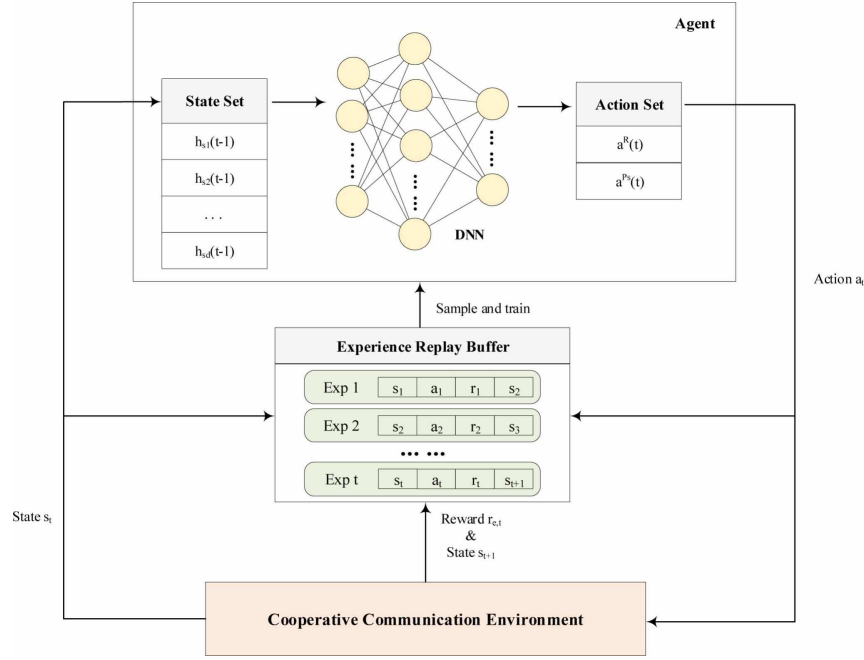 Agent
State Set
h_s1(t-1)
h_s2(t-1)
. . .
h_sd(t-1)
DNN
Action Set
a^R(t)
a^Ps(t)
Action a_t
Sample and train
Experience Replay Buffer
Exp 1 s_1 a_1 r_1 s_2
Exp 2 s_2 a_2 r_2 s_3
... ...
Exp t s_t a_t r_t s_t+1
State s_t
Reward r_e,t
&
State s_t+1
Cooperative Communication Environment